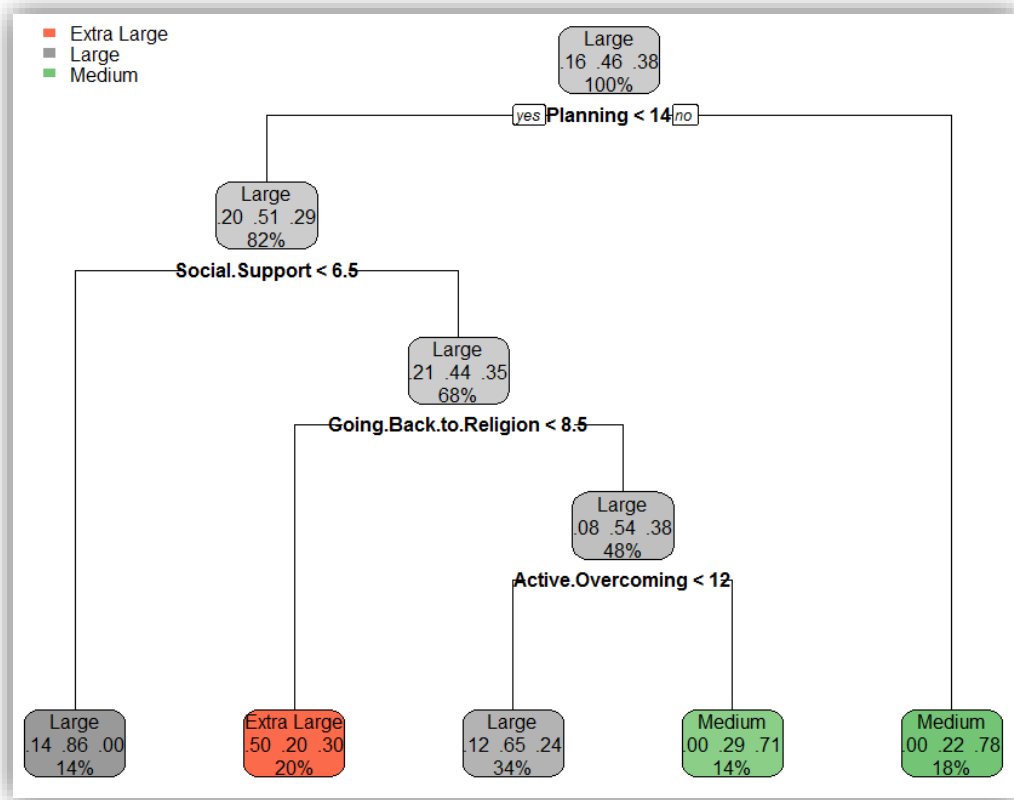 Extra Large
Large
Medium
Large
.16 .46 .38
100%
yes Planning < 14 no
Large
.20 .51 .29
82%
Social.Support < 6.5
Large
.21 .44 .35
68%
Going.Back.to.Religion < 8.5
Large
.08 .54 .38
48%
Active.Overcoming < 12
Large
.14 .86 .00
14%
Extra Large
.50 .20 .30
20%
Large
.12 .65 .24
34%
Medium
.00 .29 .71
14%
Medium
.00 .22 .78
18%